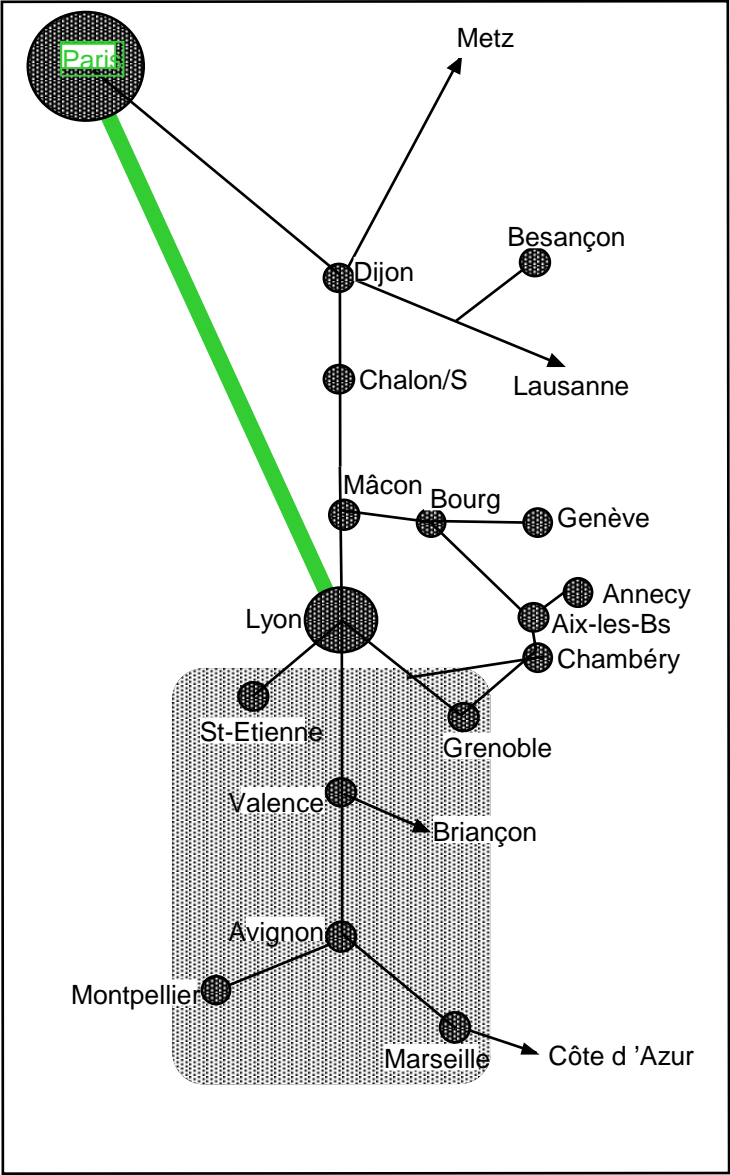 Metz
Paris
Besançon
Dijon
Chalon/S
Lausanne
Mâcon
Bourg
Genève
Annecy
Lyon
Aix-les-Bs
Chambéry
St-Etienne
Grenoble
Valence
Briançon
Avignon
Montpellier
Marseille
Côte d ’Azur